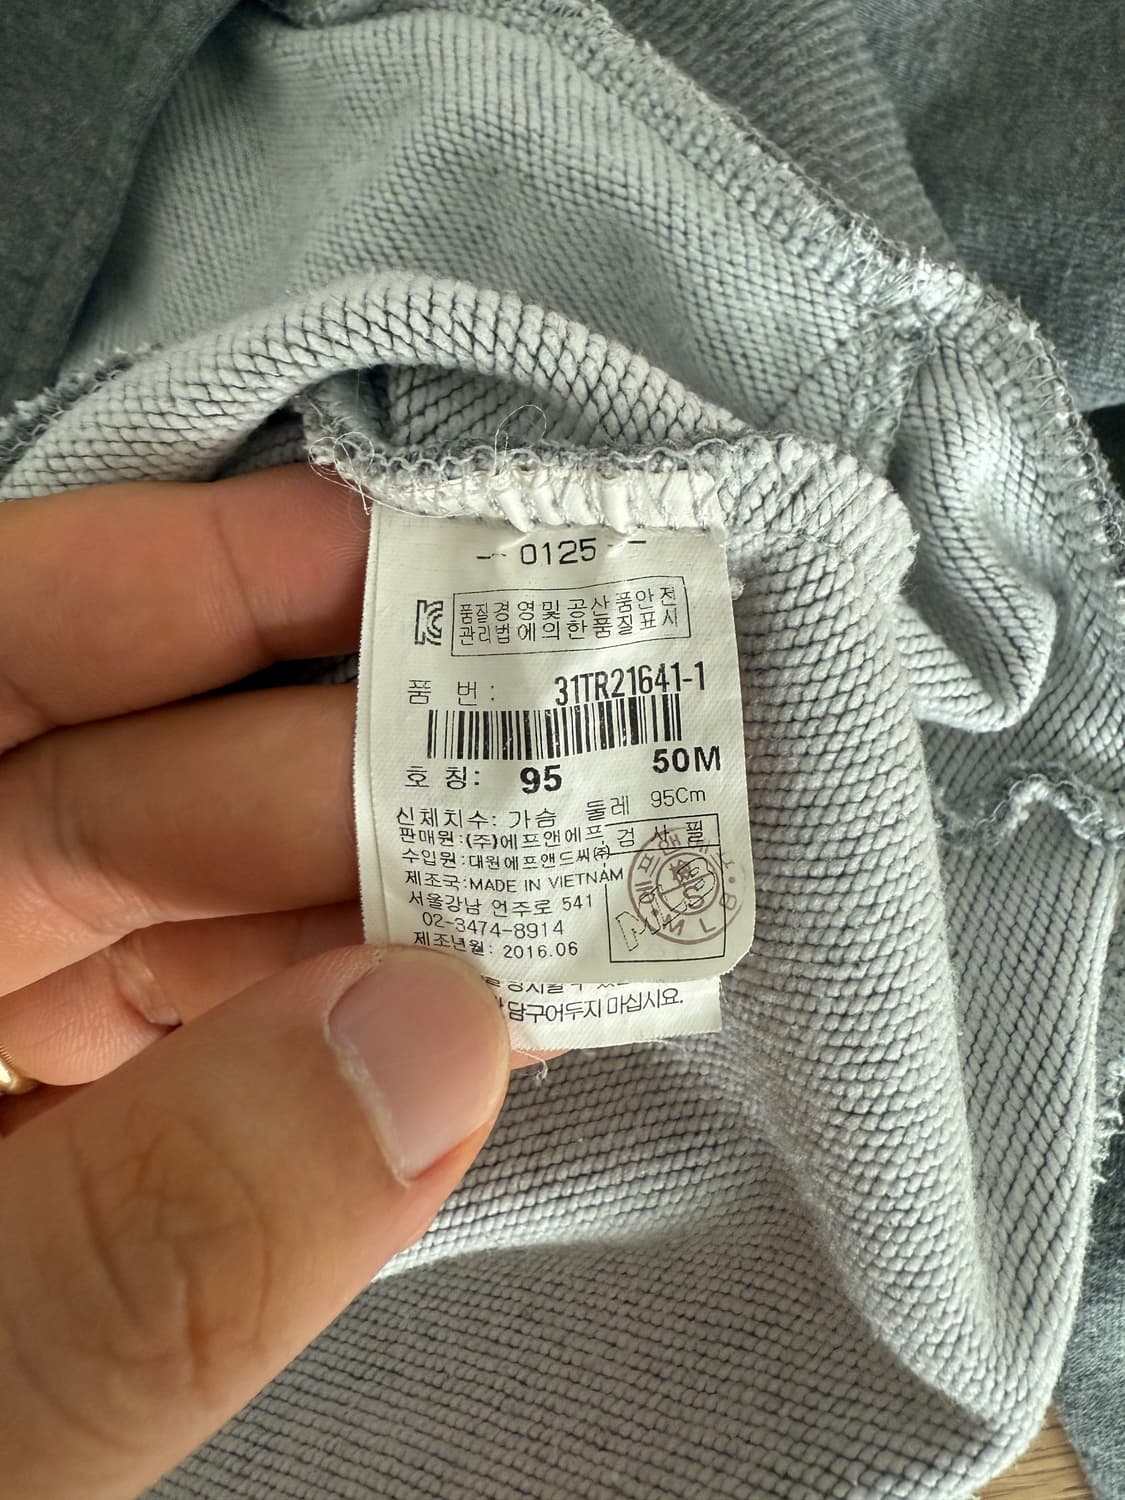 - 0125 -
품질경영및공산품안전
관리법에의한품질표시
품 번: 31TR21641-1
50M
호 칭: 95
신체치수: 가슴 둘레 95Cm
판매원:(주)에프앤에프
검 사 필
수입원:대원에프앤드씨㈜
제조국:MADE IN VIETNAM
서울강남 언주로 541
02-3474-8914
제조년월: 2016.06
담구어두지 마십시요.